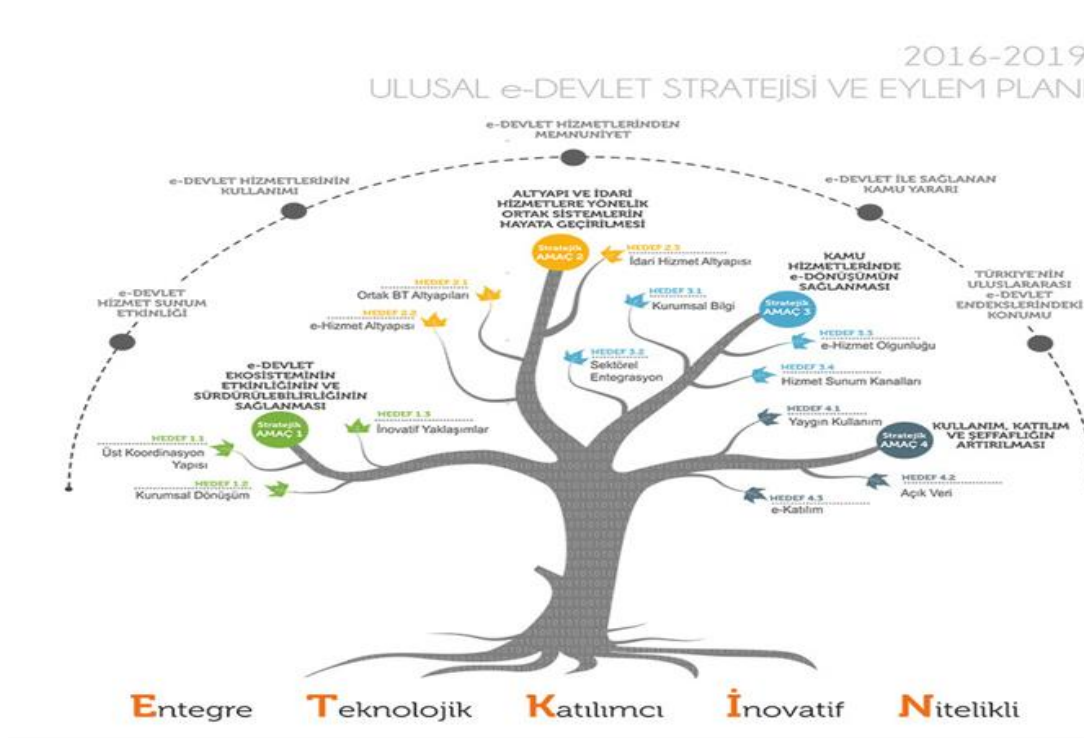 2016-2019
ULUSAL e-DEVLET STRATEJİSİ VE EYLEM PLANI
e-DEVLET HİZMETLERİNDEN
MEMNUNİYET
e-DEVLET HİZMETLERİNİN
KULLANIMI
e-DEVLET İLE SAĞLANAN
KAMU YARARI
e-DEVLET
HİZMET SUNUM
ETKİNLİĞİ
TÜRKIYE'NİN
ULUSLARARASI
e-DEVLET
ENDEKSLERİNDEKİ
KONUMU
ALTYAPI VE İDARİ
HİZMETLERE YÖNELİK
ORTAK SİSTEMLERİN
HAYATA GEÇİRİLMESİ
Stratejik
AMAÇ 2
HEDEF 2.3
İdari Hizmet Altyapısı
HEDEF 2.1
Ortak BT Altyapıları
HEDEF 2.2
e-Hizmet Altyapısı
KAMU
HİZMETLERİNDE
e-DÖNÜŞÜMÜN
SAĞLANMASI
Stratejik
AMAÇ 3
HEDEF 3.1
Kurumsal Bilgi
HEDEF 3.2
Sektörel
Entegrasyon
HEDEF 3.3
e-Hizmet Olgunluğu
HEDEF 3.4
Hizmet Sunum Kanalları
e-DEVLET
EKOSİSTEMİNİN
ETKİNLİĞİNİN VE
SÜRDÜRÜLEBİLİRLİĞİNİN
SAĞLANMASI
Stratejik
AMAÇ 1
HEDEF 1.1
Üst Koordinasyon
Yapısı
HEDEF 1.2
Kurumsal Dönüşüm
HEDEF 1.3
İnovatif Yaklaşımlar
KULLANIM, KATILIM
VE ŞEFFAFLIĞIN
ARTIRILMASI
Stratejik
AMAÇ 4
HEDEF 4.1
Yaygın Kullanım
HEDEF 4.2
Açık Veri
HEDEF 4.3
e-Katılım
Entegre Teknolojik Katılımcı İnovatif Nitelikli